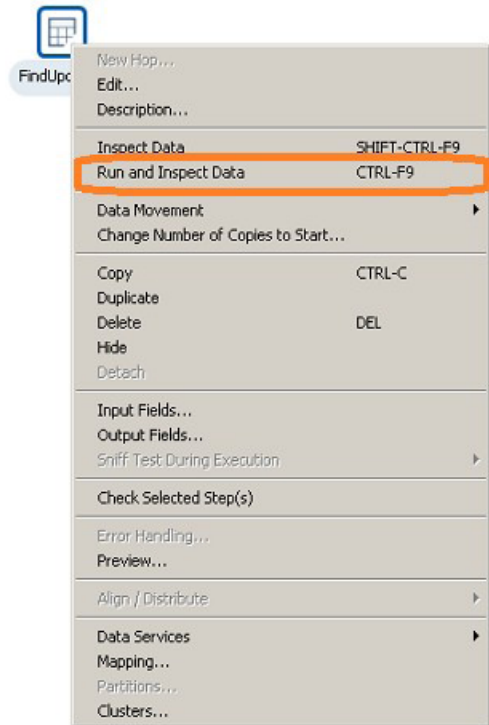 FindUpd
New Hop...
Edit...
Description...
Inspect Data SHIFT-CTRL-F9
Run and Inspect Data CTRL-F9
Data Movement
Change Number of Copies to Start...
Copy CTRL-C
Duplicate
Delete DEL
Hide
Detach
Input Fields...
Output Fields...
Sniff Test During Execution
Check Selected Step(s)
Error Handling...
Preview...
Align / Distribute
Data Services
Mapping...
Partitions...
Clusters...